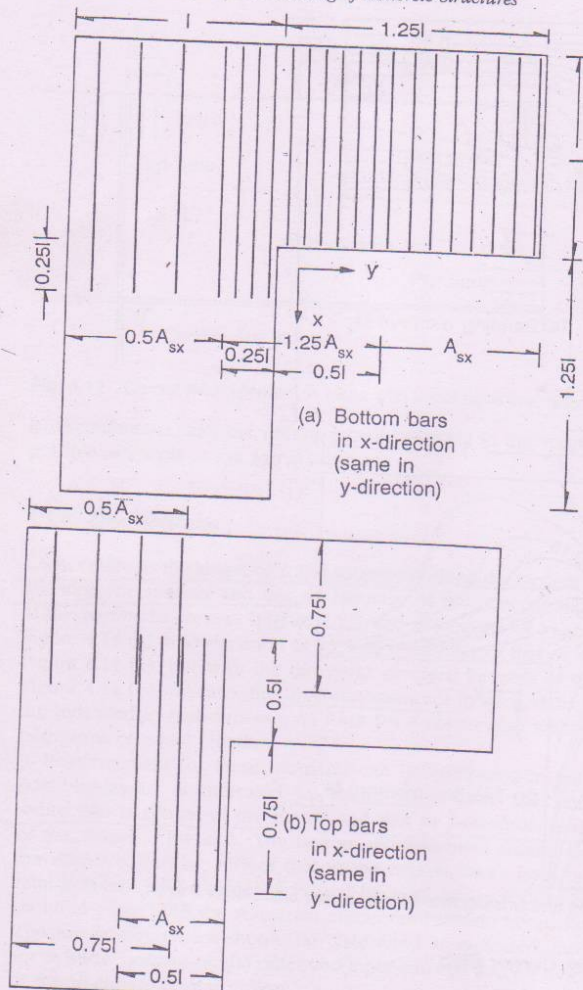 of Concrete Structures
l
1.25l
l
0.25l
y
x
0.5A_sx
1.25A_sx
A_sx
0.25l
0.5l
1.25l
(a) Bottom bars
in x-direction
(same in
y-direction)
0.5A_sx
0.75l
0.5l
0.75l
(b) Top bars
in x-direction
(same in
y-direction)
A_sx
0.75l
0.5l